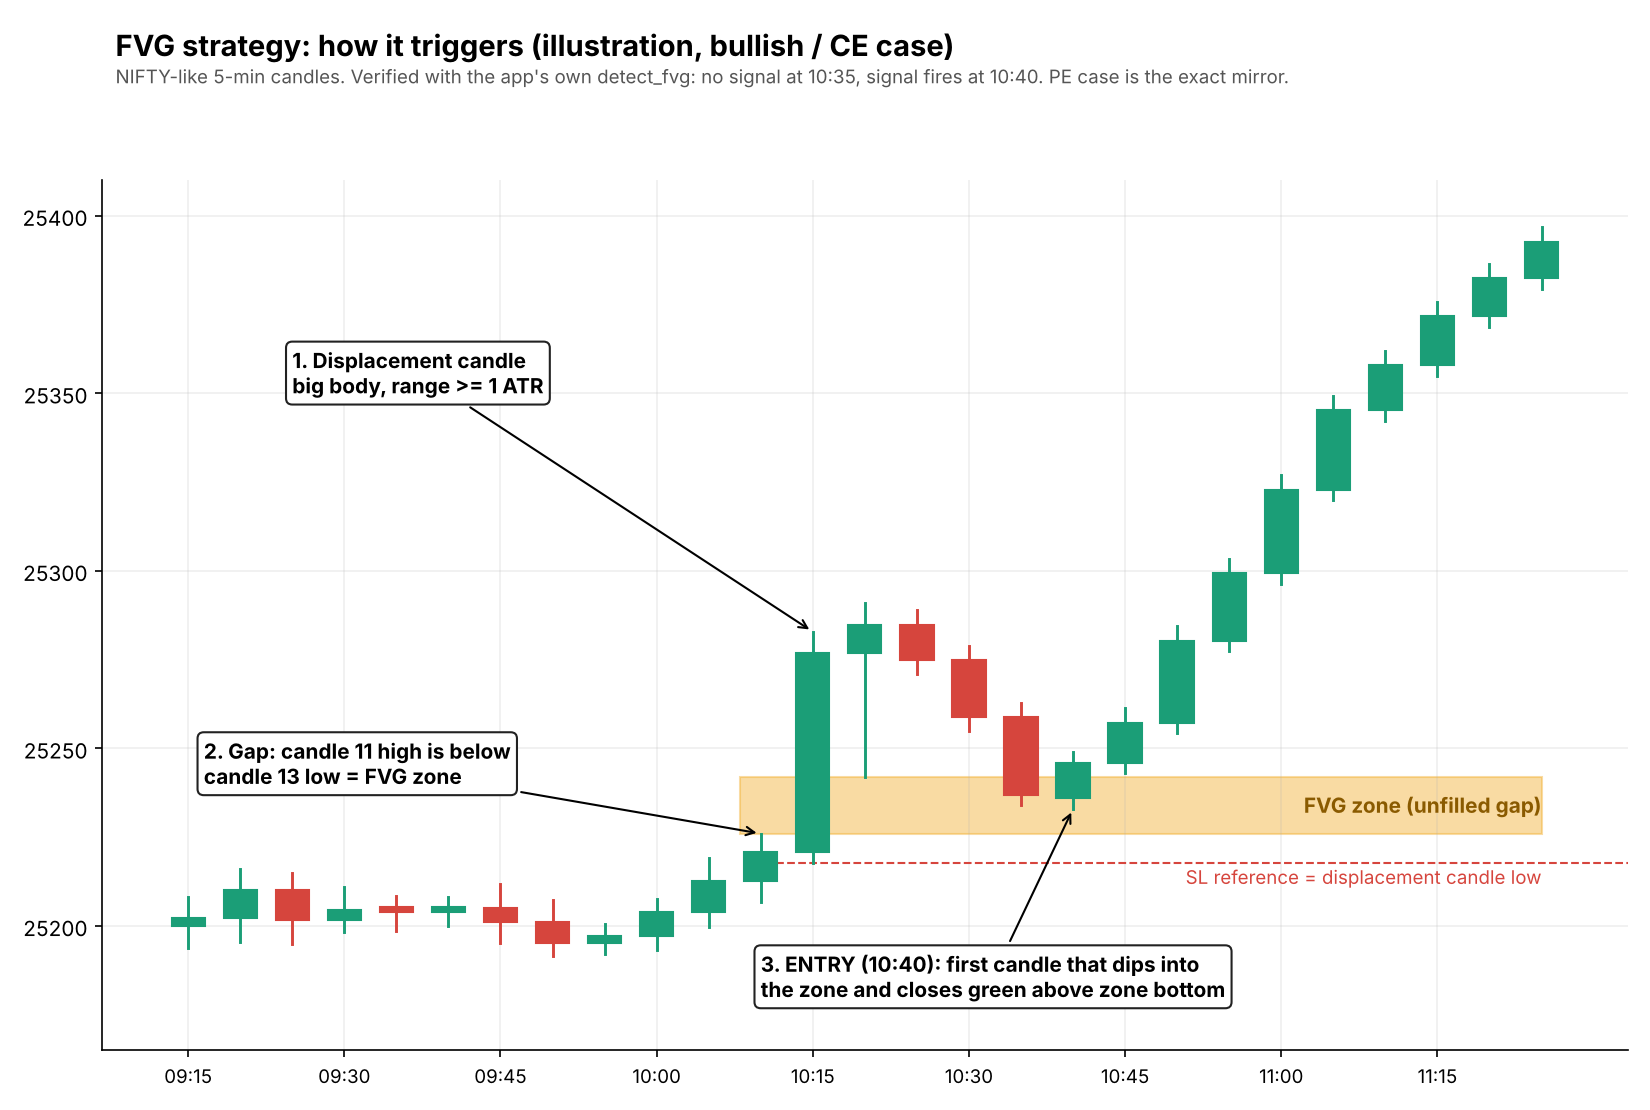 FVG strategy: how it triggers (illustration, bullish / CE case)
NIFTY-like 5-min candles. Verified with the app's own detect_fvg: no signal at 10:35, signal fires at 10:40. PE case is the exact mirror.
25400
25350
25300
25250
25200
1. Displacement candle
big body, range >= 1 ATR
2. Gap: candle 11 high is below
candle 13 low = FVG zone
FVG zone (unfilled gap)
SL reference = displacement candle low
3. ENTRY (10:40): first candle that dips into
the zone and closes green above zone bottom
09:15 09:30 09:45 10:00 10:15 10:30 10:45 11:00 11:15